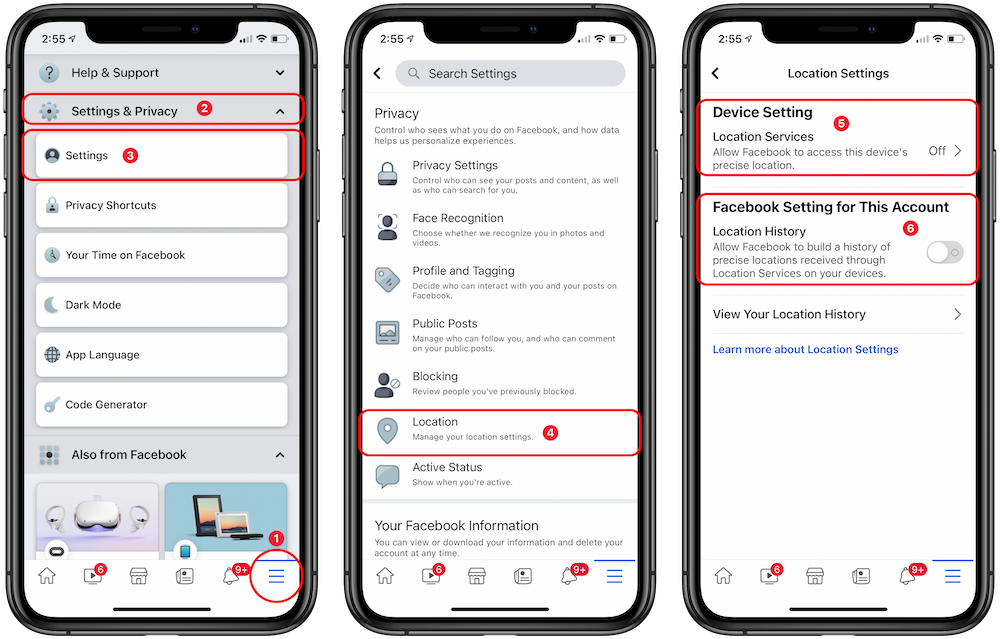 2:55
Help & Support
Settings & Privacy
2
Settings
3
Privacy Shortcuts
Your Time on Facebook
Dark Mode
App Language
Code Generator
Also from Facebook
1
6
9+
2:55
Search Settings
Privacy
Control who sees what you do on Facebook, and how data
helps us personalize experiences.
Privacy Settings
Control who can see your posts and content, as well
as who can search for you.
Face Recognition
Choose whether we recognize you in photos and
videos.
Profile and Tagging
Decide who can interact with you and your posts on
Facebook.
Public Posts
Manage who can follow you, and who can comment
on your public posts.
Blocking
Review people you've previously blocked.
Location
Manage your location settings.
4
Active Status
Show when you're active.
Your Facebook Information
You can view or download your information and delete your
account at any time.
6
9+
2:55
Location Settings
Device Setting
5
Location Services
Allow Facebook to access this device's
precise location.
Off
Facebook Setting for This Account
Location History
6
Allow Facebook to build a history of
precise locations received through
Location Services on your devices.
View Your Location History
Learn more about Location Settings
6
9+